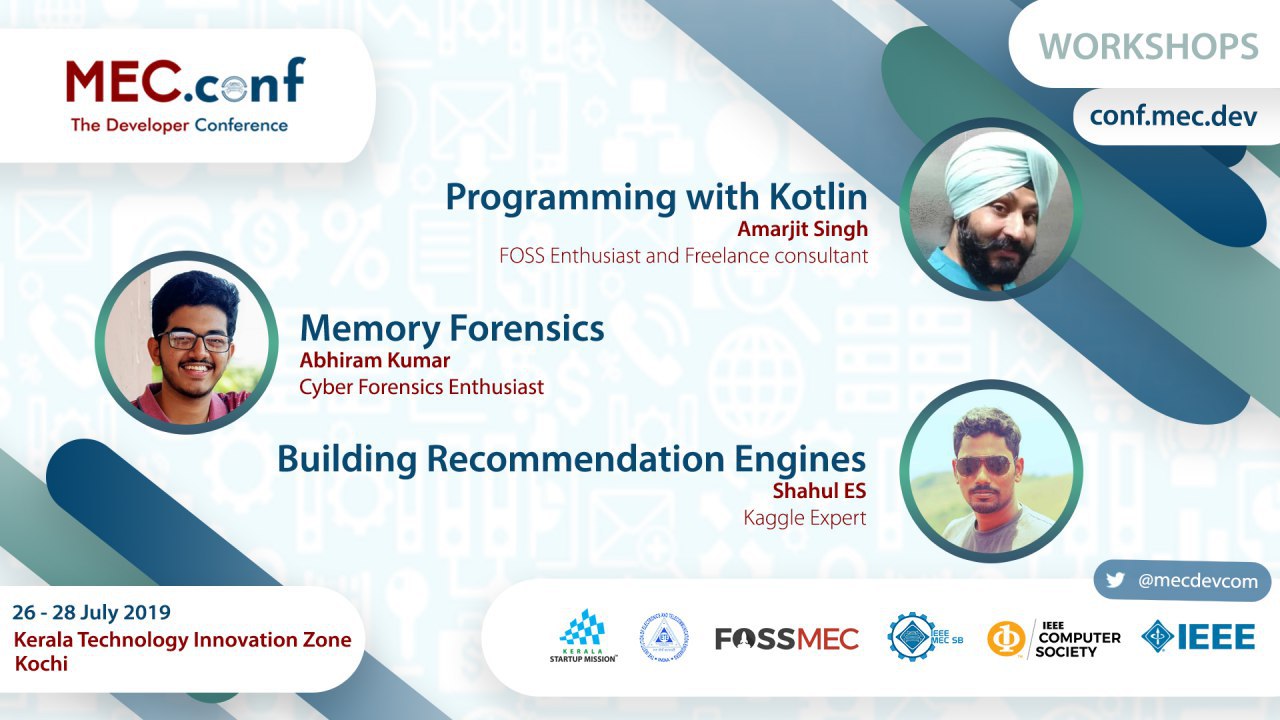 MEC.conf
The Developer Conference
WORKSHOPS
conf.mec.dev
Programming with Kotlin
Amarjit Singh
FOSS Enthusiast and Freelance consultant
Memory Forensics
Abhiram Kumar
Cyber Forensics Enthusiast
Building Recommendation Engines
Shahul ES
Kaggle Expert
@mecdevcom
26 - 28 July 2019
Kerala Technology Innovation Zone
Kochi
KERALA
STARTUP MISSION
FOSSMEC
IEEE
MEC SB
IEEE
COMPUTER
SOCIETY
IEEE